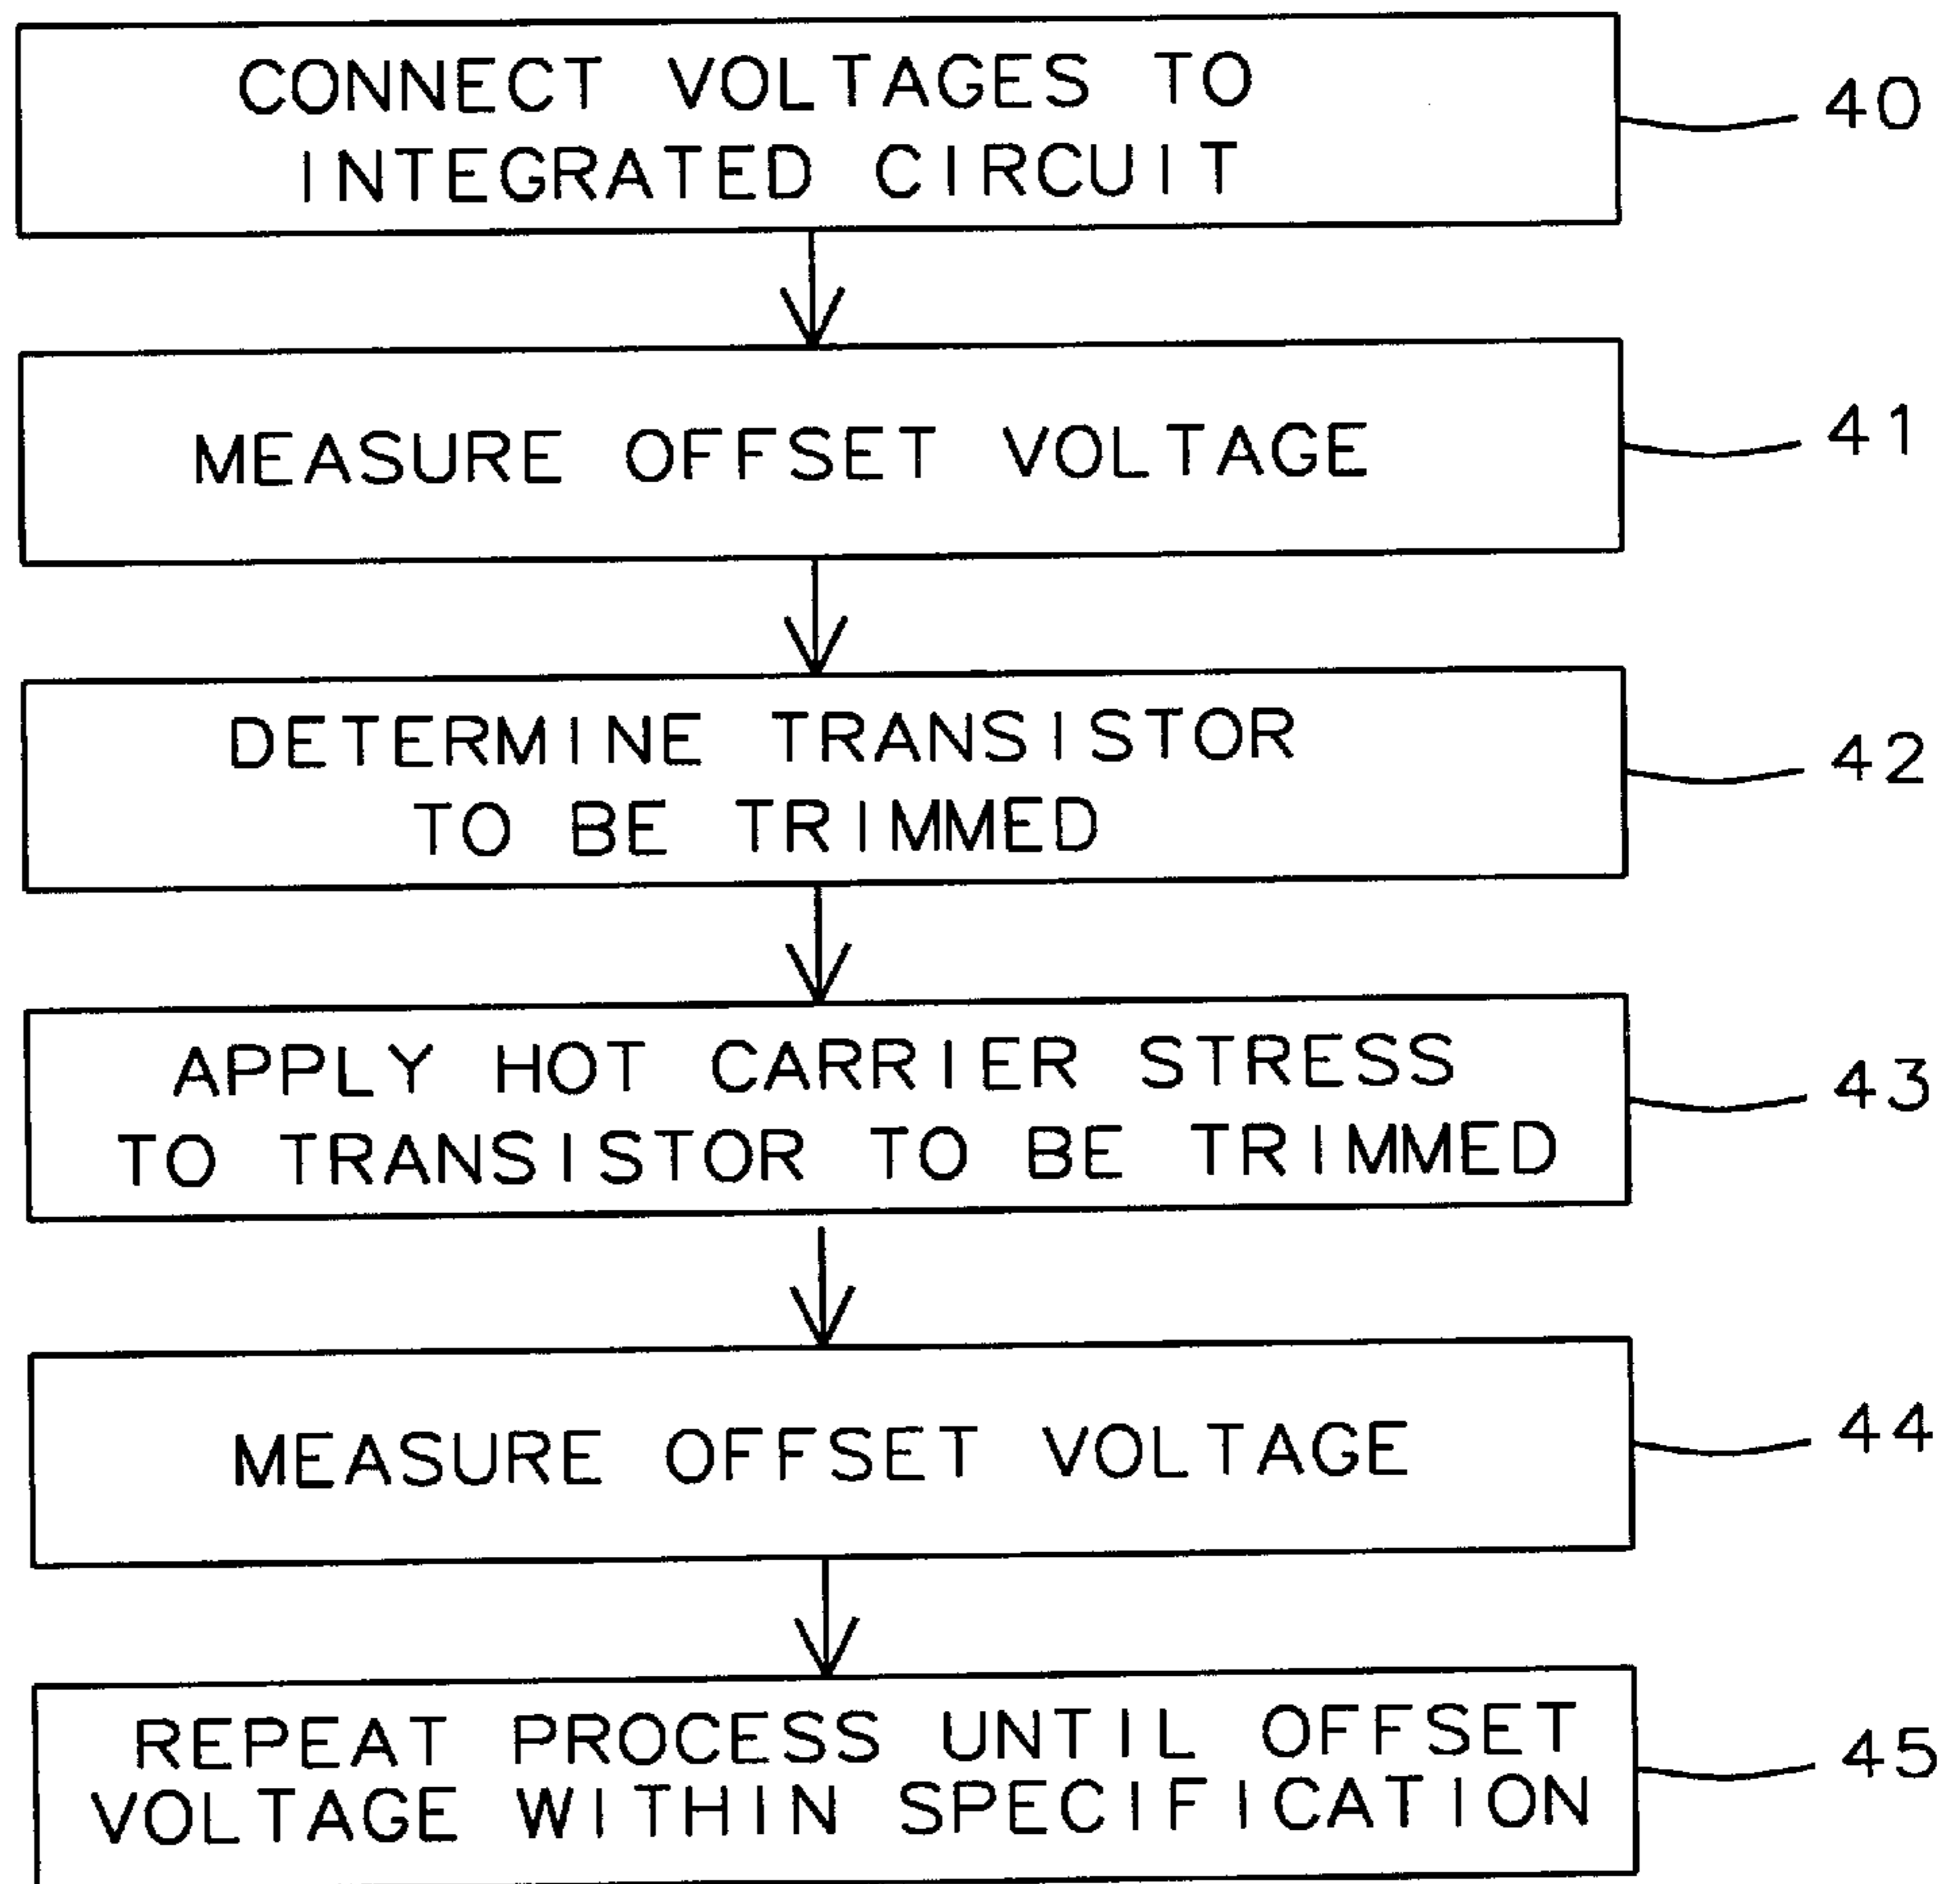 CONNECT VOLTAGES TO
INTEGRATED CIRCUIT
40
MEASURE OFFSET VOLTAGE
41
DETERMINE TRANSISTOR
TO BE TRIMMED
42
APPLY HOT CARRIER STRESS
TO TRANSISTOR TO BE TRIMMED
43
MEASURE OFFSET VOLTAGE
44
REPEAT PROCESS UNTIL OFFSET
VOLTAGE WITHIN SPECIFICATION
45